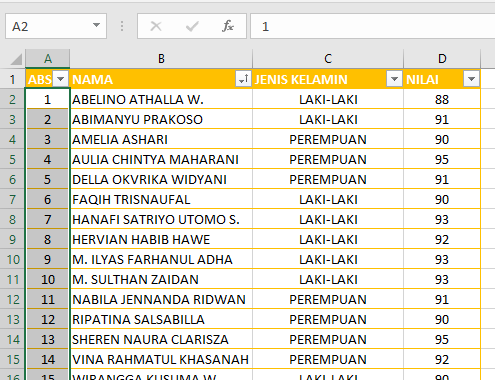 A2 fx 1
A B C D
1 ABS NAMA JENIS KELAMIN NILAI
2 1 ABELINO ATHALLA W. LAKI-LAKI 88
3 2 ABIMANYU PRAKOSO LAKI-LAKI 91
4 3 AMELIA ASHARI PEREMPUAN 90
5 4 AULIA CHINTYA MAHARANI PEREMPUAN 95
6 5 DELLA OKVRIKA WIDYANI PEREMPUAN 91
7 6 FAQIH TRISNAUFAL LAKI-LAKI 90
8 7 HANAFI SATRIYO UTOMO S. LAKI-LAKI 93
9 8 HERVIAN HABIB HAWE LAKI-LAKI 92
10 9 M. ILYAS FARHANUL ADHA LAKI-LAKI 93
11 10 M. SULTHAN ZAIDAN LAKI-LAKI 93
12 11 NABILA JENNANDA RIDWAN PEREMPUAN 91
13 12 RIPATINA SALSABILLA PEREMPUAN 90
14 13 SHEREN NAURA CLARISZA PEREMPUAN 95
15 14 VINA RAHMATUL KHASANAH PEREMPUAN 92
16 15 WIRANGGA KUSUMA W. LAKI-LAKI 90